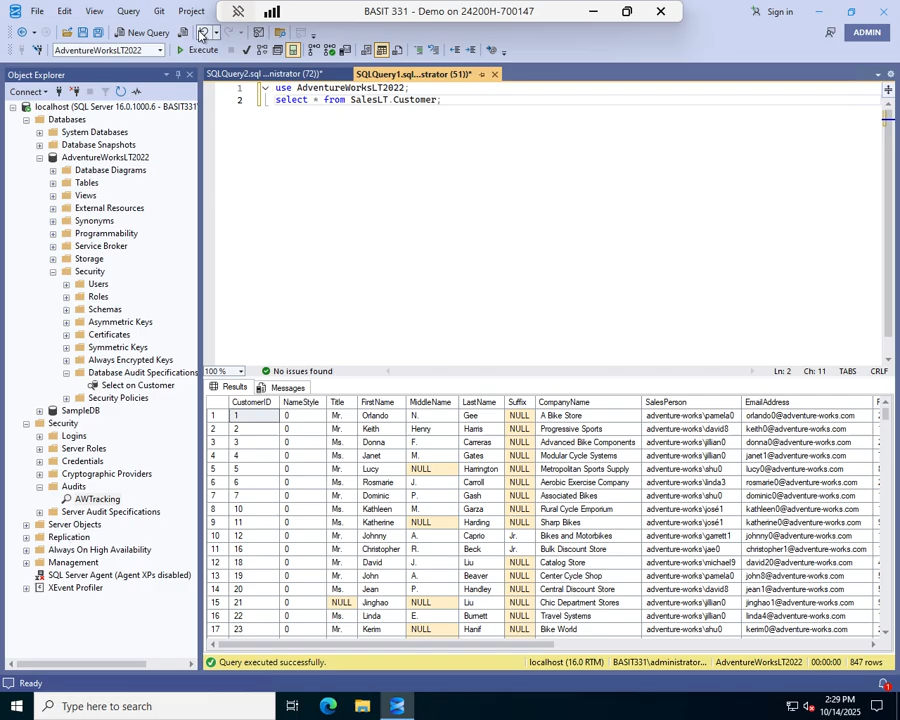 File Edit View Query Git Project BASIT 331 - Demo on 24200H-700147 Sign in
New Query ADMIN
AdventureWorksLT2022 Execute
Object Explorer SQLQuery2.sql ...nistrator (72))* SQLQuery1.sql...strator (51))*
Connect
1 use AdventureWorksLT2022;
2 select * from SalesLT.Customer;
localhost (SQL Server 16.0.1000.6 - BASIT331\
Databases
System Databases
Database Snapshots
AdventureWorksLT2022
Database Diagrams
Tables
Views
External Resources
Synonyms
Programmability
Service Broker
Storage
Security
Users
Roles
Schemas
Asymmetric Keys
Certificates
Symmetric Keys
Always Encrypted Keys
Database Audit Specifications
Select on Customer
Security Policies
SampleDB
Security
Logins
Server Roles
Credentials
Cryptographic Providers
Audits
AWTracking
Server Audit Specifications
Server Objects
Replication
Always On High Availability
Management
SQL Server Agent (Agent XPs disabled)
XEvent Profiler
100 % No issues found Ln: 2 Ch: 11 TABS CRLF
Results Messages
CustomerID NameStyle Title FirstName MiddleName LastName Suffix CompanyName SalesPerson EmailAddress
1 1 0 Mr. Orlando N. Gee NULL A Bike Store adventure-works\pamela0 orlando0@adventure-works.com
2 2 0 Mr. Keith NULL Harris NULL Progressive Sports adventure-works\david8 keith0@adventure-works.com
3 3 0 Ms. Donna F. Carreras NULL Advanced Bike Components adventure-works\jillian0 donna0@adventure-works.com
4 4 0 Ms. Janet M. Gates NULL Modular Cycle Systems adventure-works\jillian0 janet1@adventure-works.com
5 5 0 Mr. Lucy NULL Harrington NULL Metropolitan Sports Supply adventure-works\shu0 lucy0@adventure-works.com
6 6 0 Ms. Rosmarie J. Carroll NULL Aerobic Exercise Company adventure-works\linda3 rosmarie0@adventure-works.com
7 7 0 Mr. Dominic P. Gash NULL Associated Bikes adventure-works\shu0 dominic0@adventure-works.com
8 10 0 Ms. Kathleen M. Garza NULL Rural Cycle Emporium adventure-works\josé1 kathleen0@adventure-works.com
9 11 0 Ms. Katherine NULL Harding NULL Sharp Bikes adventure-works\josé1 katherine0@adventure-works.com
10 12 0 Mr. Johnny A. Caprio Jr. Bikes and Motorbikes adventure-works\garrett1 johnny0@adventure-works.com
11 16 0 Mr. Christopher R. Beck Jr. Bulk Discount Store adventure-works\jae0 christopher1@adventure-works.com
12 18 0 Mr. David J. Liu NULL Catalog Store adventure-works\michael9 david20@adventure-works.com
13 19 0 Mr. John A. Beaver NULL Center Cycle Shop adventure-works\pamela0 john8@adventure-works.com
14 20 0 Ms. Jean P. Handley NULL Central Discount Store adventure-works\david8 jean1@adventure-works.com
15 21 0 NULL Jinghao NULL Liu NULL Chic Department Stores adventure-works\jillian0 jinghao1@adventure-works.com
16 22 0 Ms. Linda E. Burnett NULL Travel Systems adventure-works\jillian0 linda4@adventure-works.com
17 23 0 Mr. Kerim NULL Hanif NULL Bike World adventure-works\shu0 kerim0@adventure-works.com
Query executed successfully. localhost (16.0 RTM) BASIT331\administrator... AdventureWorksLT2022 00:00:00 847 rows
Ready 1
Type here to search 2:29 PM
10/14/2025